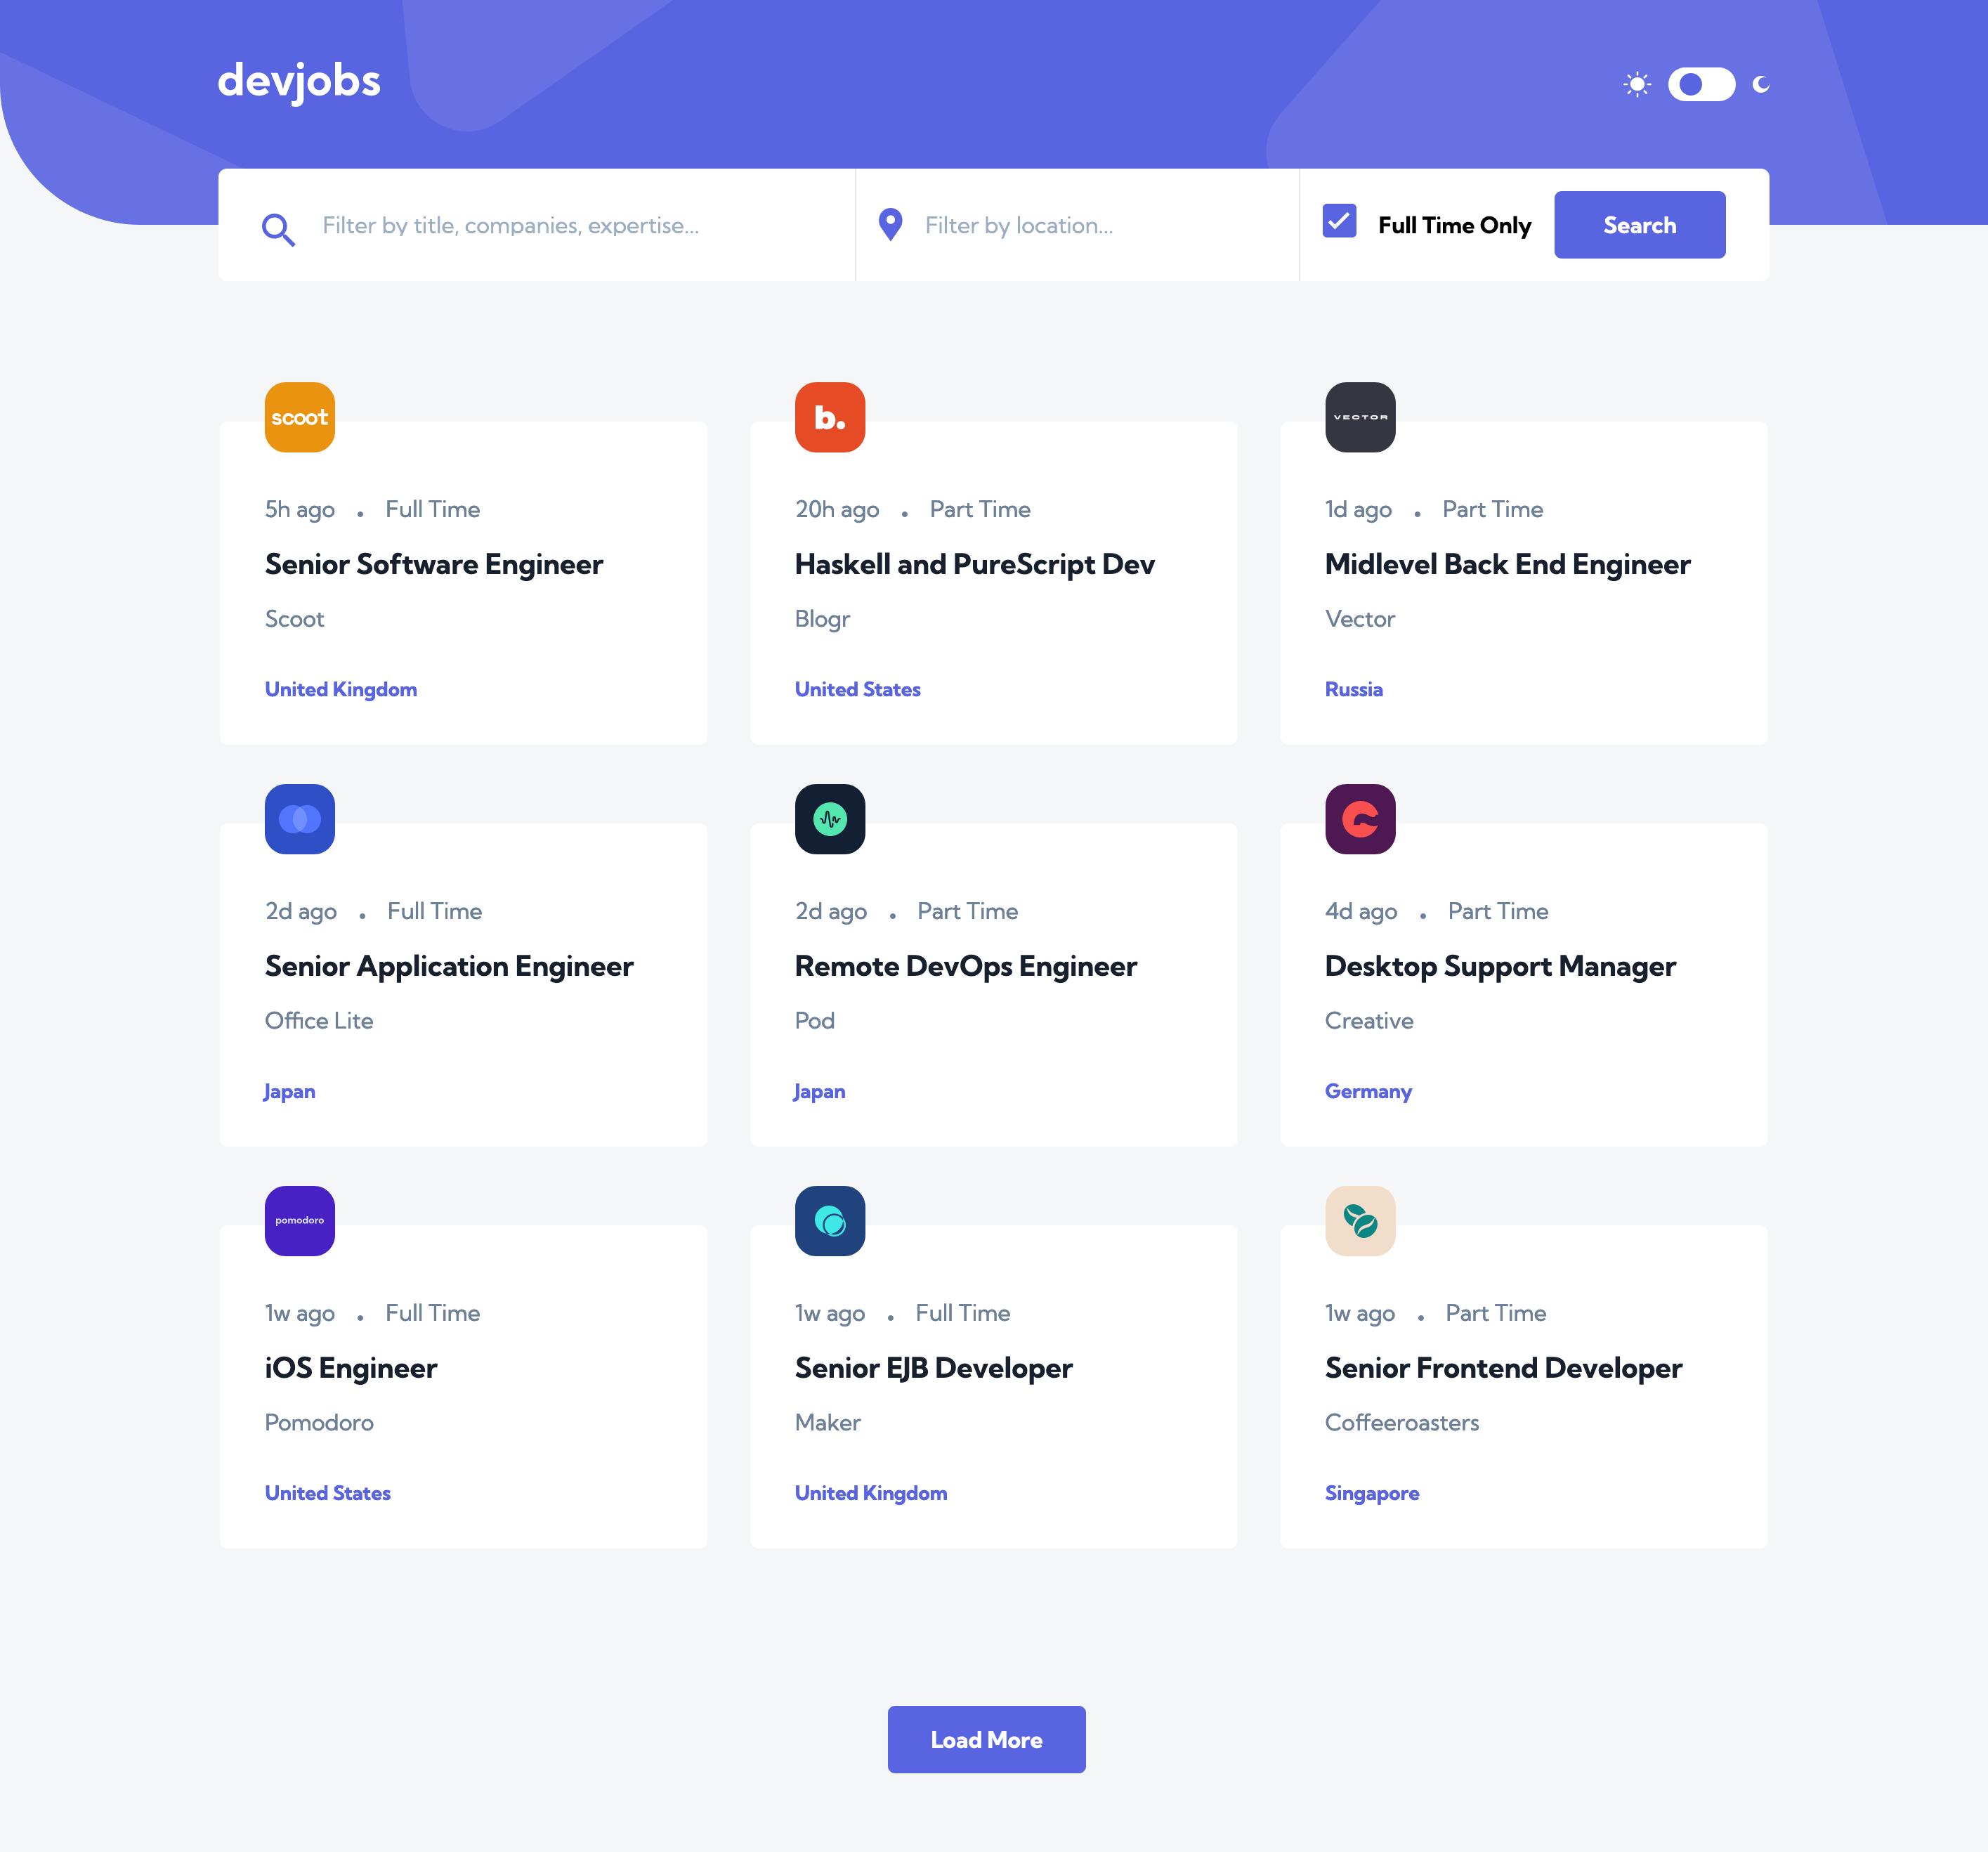 devjobs
Filter by title, companies, expertise...
Filter by location...
Full Time Only
Search
scoot
5h ago . Full Time
Senior Software Engineer
Scoot
United Kingdom
b.
20h ago . Part Time
Haskell and PureScript Dev
Blogr
United States
VECTOR
1d ago . Part Time
Midlevel Back End Engineer
Vector
Russia
2d ago . Full Time
Senior Application Engineer
Office Lite
Japan
2d ago . Part Time
Remote DevOps Engineer
Pod
Japan
4d ago . Part Time
Desktop Support Manager
Creative
Germany
pomodoro
1w ago . Full Time
iOS Engineer
Pomodoro
United States
1w ago . Full Time
Senior EJB Developer
Maker
United Kingdom
1w ago . Part Time
Senior Frontend Developer
Coffeeroasters
Singapore
Load More